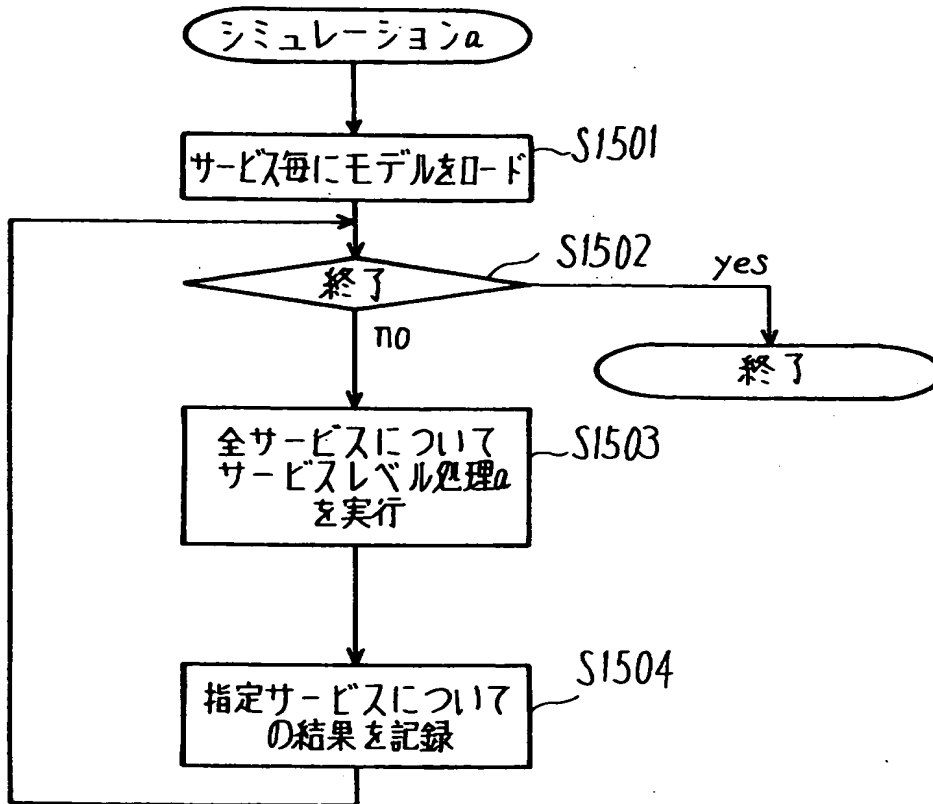 シミュレーションa
サービス毎にモデルをロード
S1501
終了
S1502
yes
no
終了
全サービスについて
サービスレベル処理a
を実行
S1503
指定サービスについて
の結果を記録
S1504